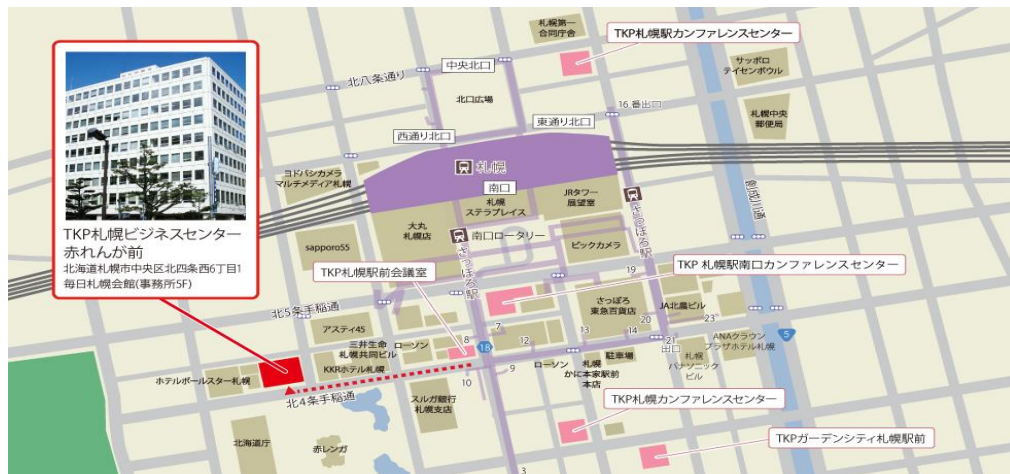 TKP札幌ビジネスセンター
赤れんが前
北海道札幌市中央区北四条西6丁目1
毎日札幌会館(事務所5F)
札幌第一
合同庁舎
TKP札幌駅カンファレンスセンター
中央北口
北八条通り
北口広場
サッポロ
テイセンボウル
16番出口
東通り北口
西通り北口
札幌中央
郵便局
ヨドバシカメラ
マルチメディア札幌
札幌
南口
札幌
ステラプレイス
JRタワー
展望室
さっぽろ駅
創成川通
大丸
札幌店
南口ロータリー
sapporo55
ビックカメラ
さっぽろ駅
TKP札幌駅前会議室
TKP 札幌駅南口カンファレンスセンター
19
北5条手稲通
さっぽろ
東急百貨店
JA北農ビル
アスティ45
20
23
7
三井生命
札幌共同ビル
ローソン
8
18
12
13
14
21
出口
ANAクラウン
プラザホテル札幌
5
KKRホテル札幌
9
ローソン
札幌
かに本家駅前
本店
駐車場
札幌
パナソニック
ビル
ホテルポールスター札幌
10
北4条手稲通
スルガ銀行
札幌支店
TKP札幌カンファレンスセンター
北海道庁
赤レンガ
TKPガーデンシティ札幌駅前
3